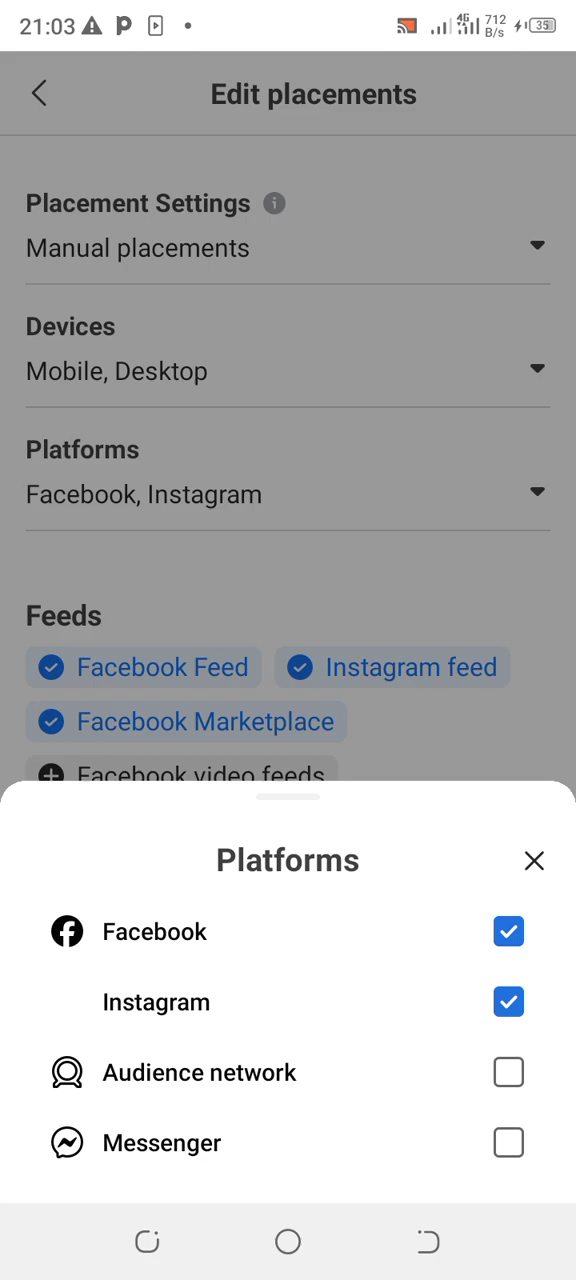 21:03 712 B/s 35
4G
Edit placements
Placement Settings
Manual placements
Devices
Mobile, Desktop
Platforms
Facebook, Instagram
Feeds
Facebook Feed Instagram feed
Facebook Marketplace
Facebook video feeds
Platforms
Facebook
Instagram
Audience network
Messenger